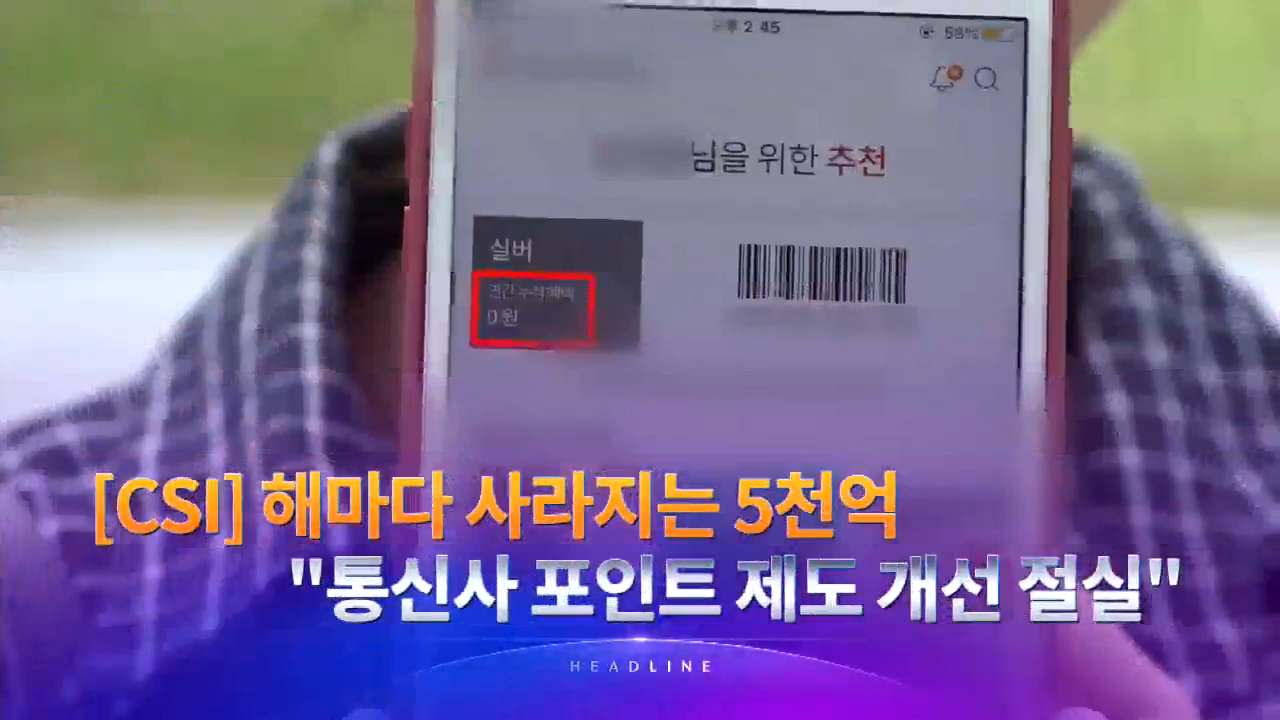 오후 2 45
58%
님을 위한 추천
실버
연간 누적 혜택
0 원
[CSI] 해마다 사라지는 5천억
"통신사 포인트 제도 개선 절실"
HEADLINE